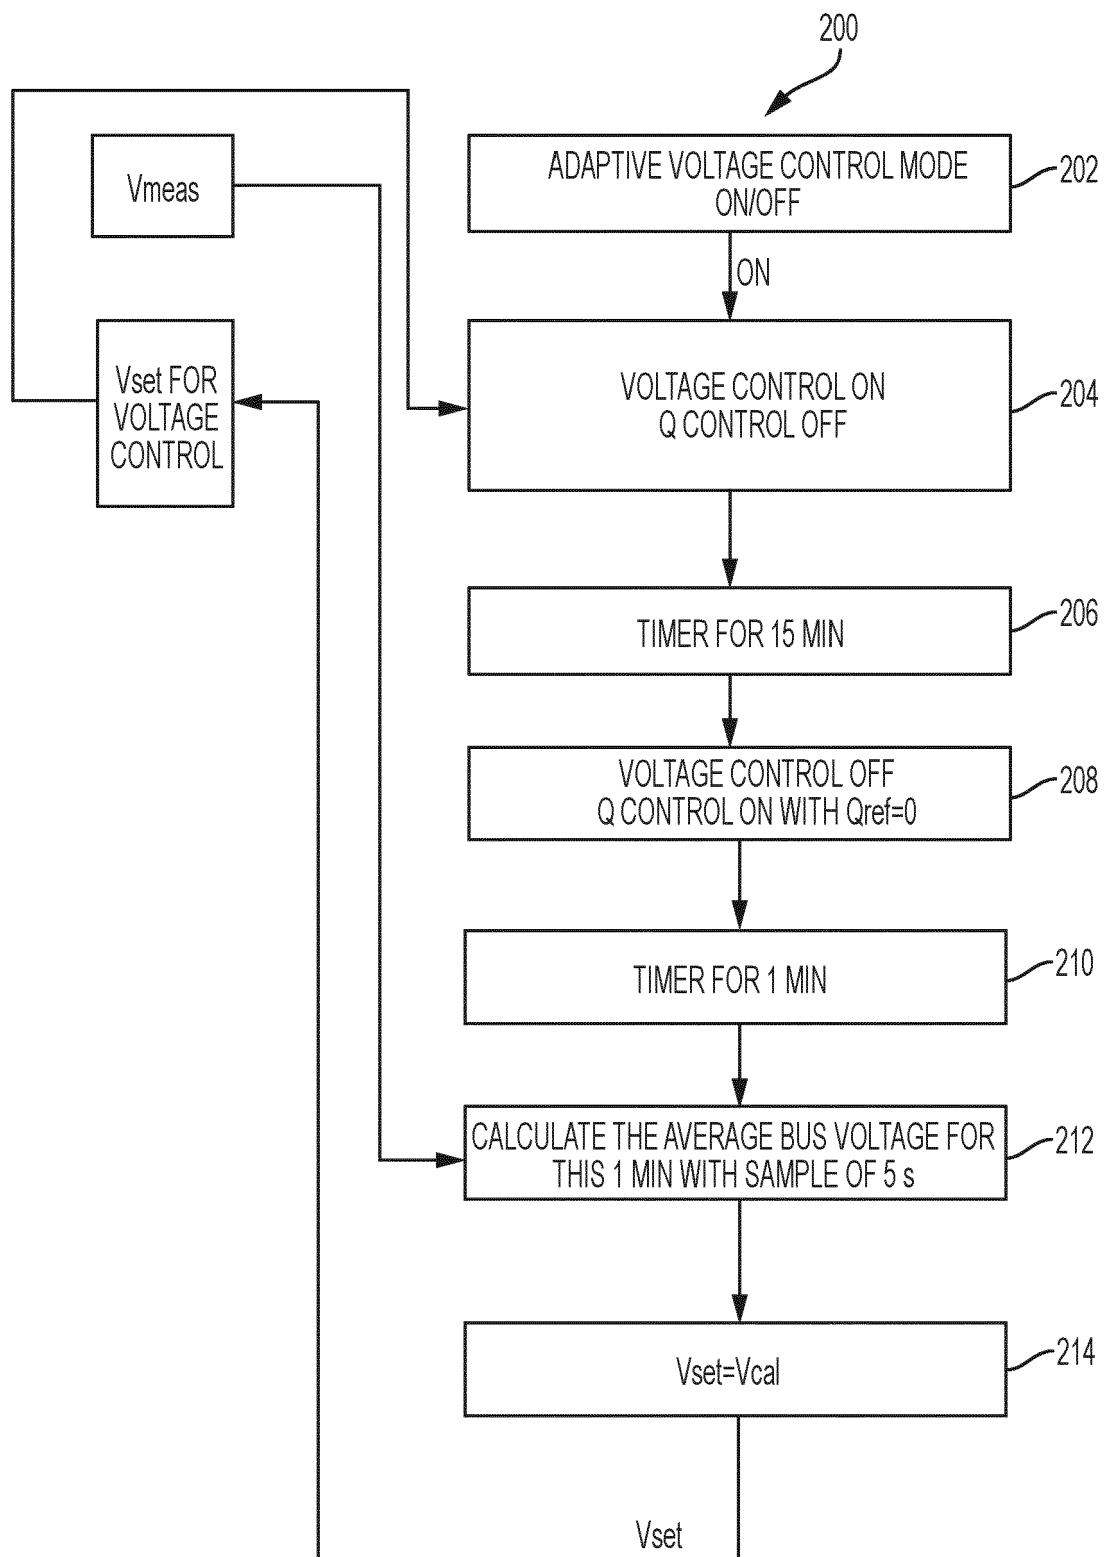 200
Vmeas
ADAPTIVE VOLTAGE CONTROL MODE
ON/OFF
202
ON
Vset FOR
VOLTAGE
CONTROL
VOLTAGE CONTROL ON
Q CONTROL OFF
204
TIMER FOR 15 MIN
206
VOLTAGE CONTROL OFF
Q CONTROL ON WITH Qref=0
208
TIMER FOR 1 MIN
210
CALCULATE THE AVERAGE BUS VOLTAGE FOR
THIS 1 MIN WITH SAMPLE OF 5 s
212
Vset=Vcal
214
Vset